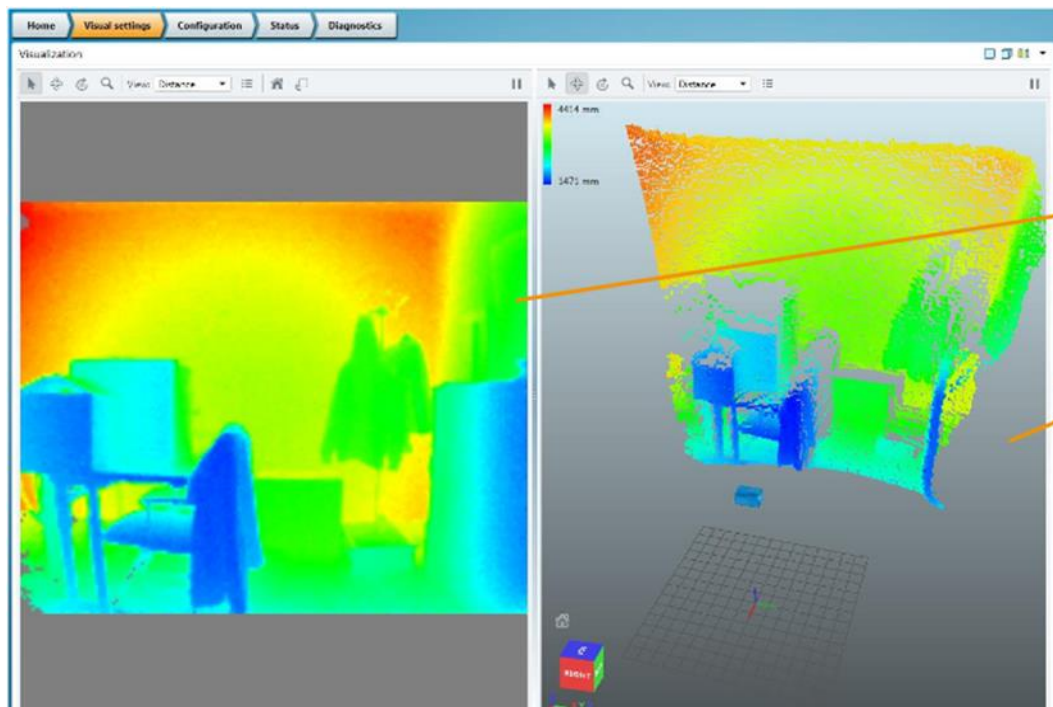 Home Visual settings Configuration Status Diagnostics
Visualization
View: Distance
View: Distance
4414 mm
1471 mm
RIGHT